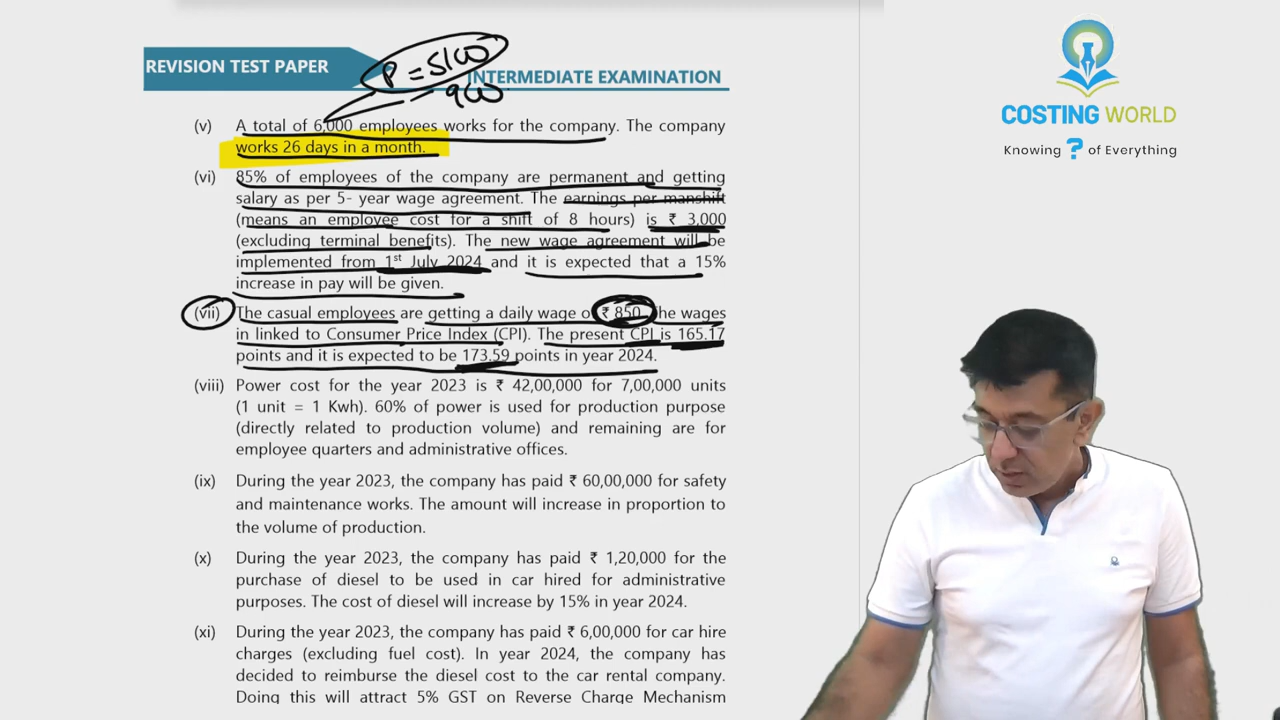 REVISION TEST PAPER
P = 5100
INTERMEDIATE EXAMINATION
900
(v) A total of 6,000 employees works for the company. The company
works 26 days in a month.
(vi) 85% of employees of the company are permanent and getting
salary as per 5- year wage agreement. The earnings per manshift
(means an employee cost for a shift of 8 hours) is ₹ 3,000
(excluding terminal benefits). The new wage agreement will be
implemented from 1st July 2024 and it is expected that a 15%
increase in pay will be given.
(vii) The casual employees are getting a daily wage of ₹ 850. The wages
in linked to Consumer Price Index (CPI). The present CPI is 165.17
points and it is expected to be 173.59 points in year 2024.
(viii) Power cost for the year 2023 is ₹ 42,00,000 for 7,00,000 units
(1 unit = 1 Kwh). 60% of power is used for production purpose
(directly related to production volume) and remaining are for
employee quarters and administrative offices.
(ix) During the year 2023, the company has paid ₹ 60,00,000 for safety
and maintenance works. The amount will increase in proportion to
the volume of production.
(x) During the year 2023, the company has paid ₹ 1,20,000 for the
purchase of diesel to be used in car hired for administrative
purposes. The cost of diesel will increase by 15% in year 2024.
(xi) During the year 2023, the company has paid ₹ 6,00,000 for car hire
charges (excluding fuel cost). In year 2024, the company has
decided to reimburse the diesel cost to the car rental company.
Doing this will attract 5% GST on Reverse Charge Mechanism
COSTING WORLD
Knowing ? of Everything